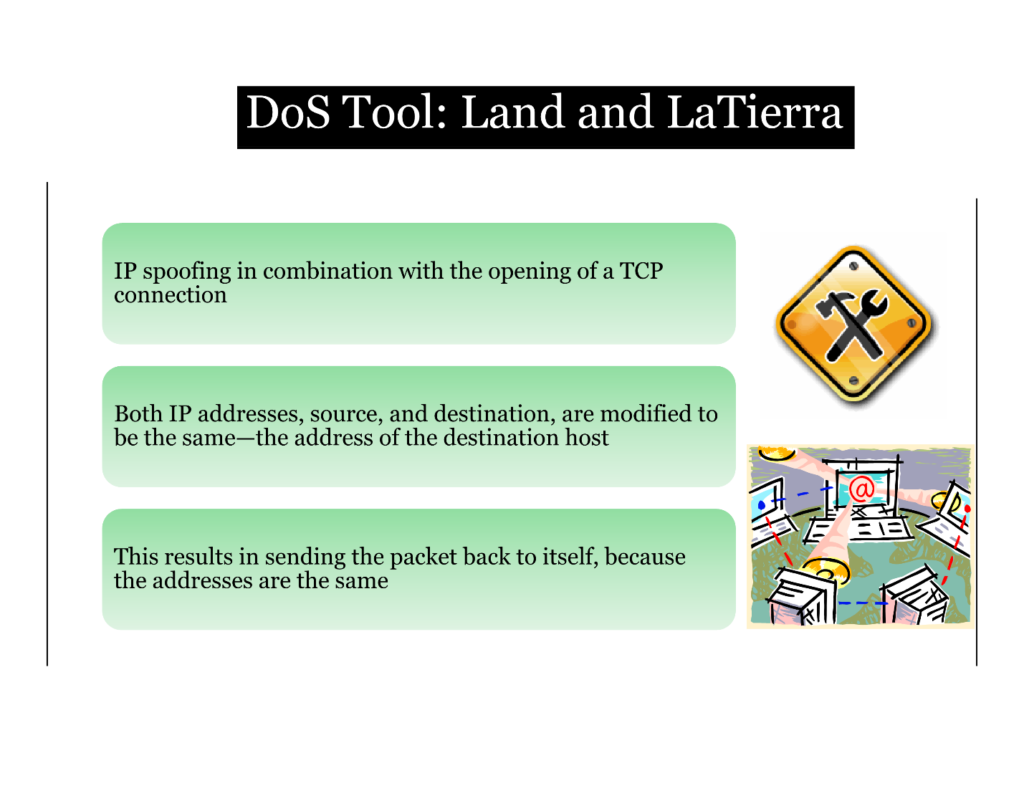 DoS Tool: Land and LaTierra
IP spoofing in combination with the opening of a TCP
connection
Both IP addresses, source, and destination, are modified to
be the same—the address of the destination host
This results in sending the packet back to itself, because
the addresses are the same
@